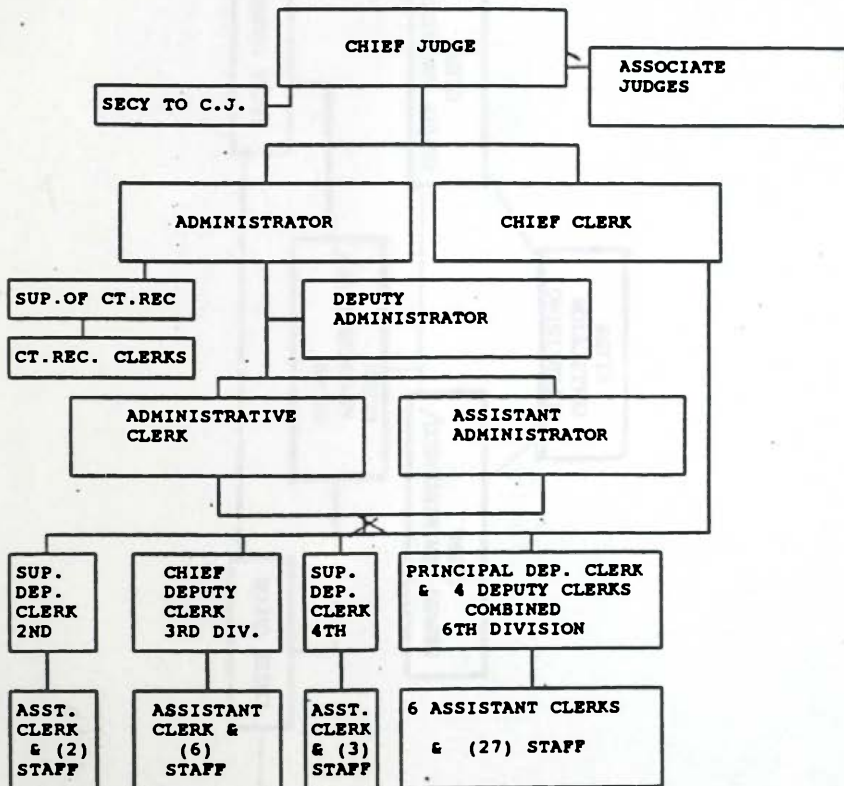 CHIEF JUDGE
ASSOCIATE
JUDGES
SECY TO C.J.
ADMINISTRATOR
CHIEF CLERK
SUP.OF CT.REC
DEPUTY
ADMINISTRATOR
CT.REC. CLERKS
ADMINISTRATIVE
CLERK
ASSISTANT
ADMINISTRATOR
SUP.
DEP.
CLERK
2ND
CHIEF
DEPUTY
CLERK
3RD DIV.
SUP.
DEP.
CLERK
4TH
PRINCIPAL DEP. CLERK
& 4 DEPUTY CLERKS
COMBINED
6TH DIVISION
ASST.
CLERK
& (2)
STAFF
ASSISTANT
CLERK &
(6)
STAFF
ASST.
CLERK
& (3)
STAFF
6 ASSISTANT CLERKS
& (27) STAFF